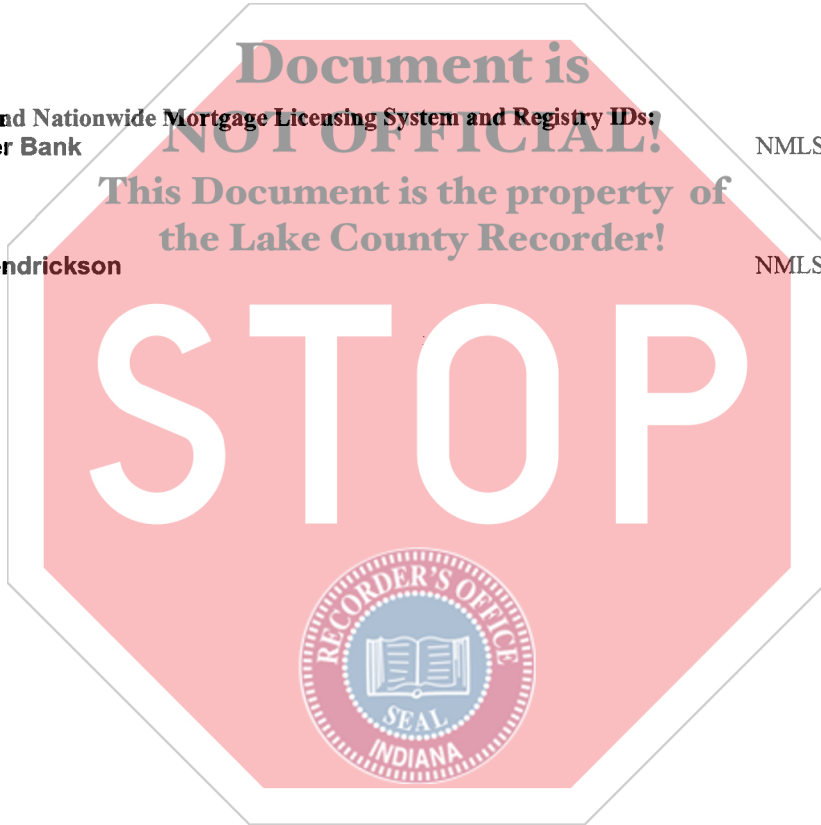 Document is
nd Nationwide Mortgage Licensing System and Registry IDs:
NOT OFFICIAL!
r Bank NMLS
This Document is the property of
the Lake County Recorder!
ndrickson NMLS
STOP
RECORDER'S OFFICE
SEAL
INDIANA